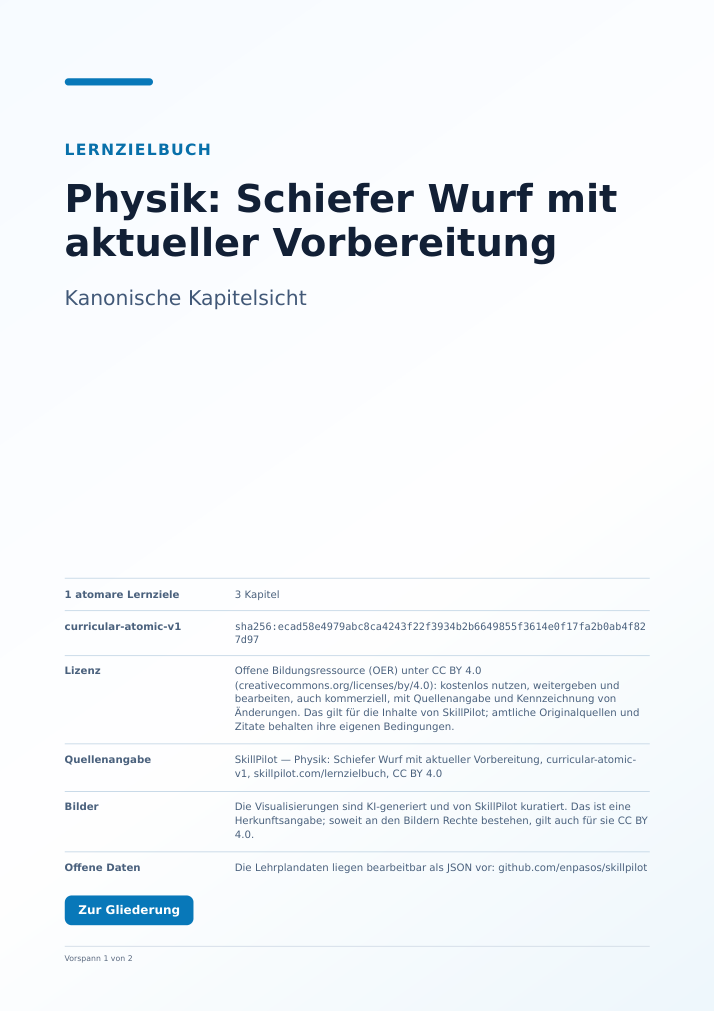 LERNZIELBUCH
Physik: Schiefer Wurf mit
aktueller Vorbereitung
Kanonische Kapitelsicht
1 atomare Lernziele
3 Kapitel
curricular-atomic-v1
sha256:ecad58e4979abc8ca4243f22f3934b2b6649855f3614e0f17fa2b0ab4f82
7d97
Lizenz
Offene Bildungsressource (OER) unter CC BY 4.0
(creativecommons.org/licenses/by/4.0): kostenlos nutzen, weitergeben und
bearbeiten, auch kommerziell, mit Quellenangabe und Kennzeichnung von
Änderungen. Das gilt für die Inhalte von SkillPilot; amtliche Originalquellen und
Zitate behalten ihre eigenen Bedingungen.
Quellenangabe
SkillPilot — Physik: Schiefer Wurf mit aktueller Vorbereitung, curricular-atomic-
v1, skillpilot.com/lernzielbuch, CC BY 4.0
Bilder
Die Visualisierungen sind KI-generiert und von SkillPilot kuratiert. Das ist eine
Herkunftsangabe; soweit an den Bildern Rechte bestehen, gilt auch für sie CC BY
4.0.
Offene Daten
Die Lehrplandaten liegen bearbeitbar als JSON vor: github.com/enpasos/skillpilot
Zur Gliederung
Vorspann 1 von 2